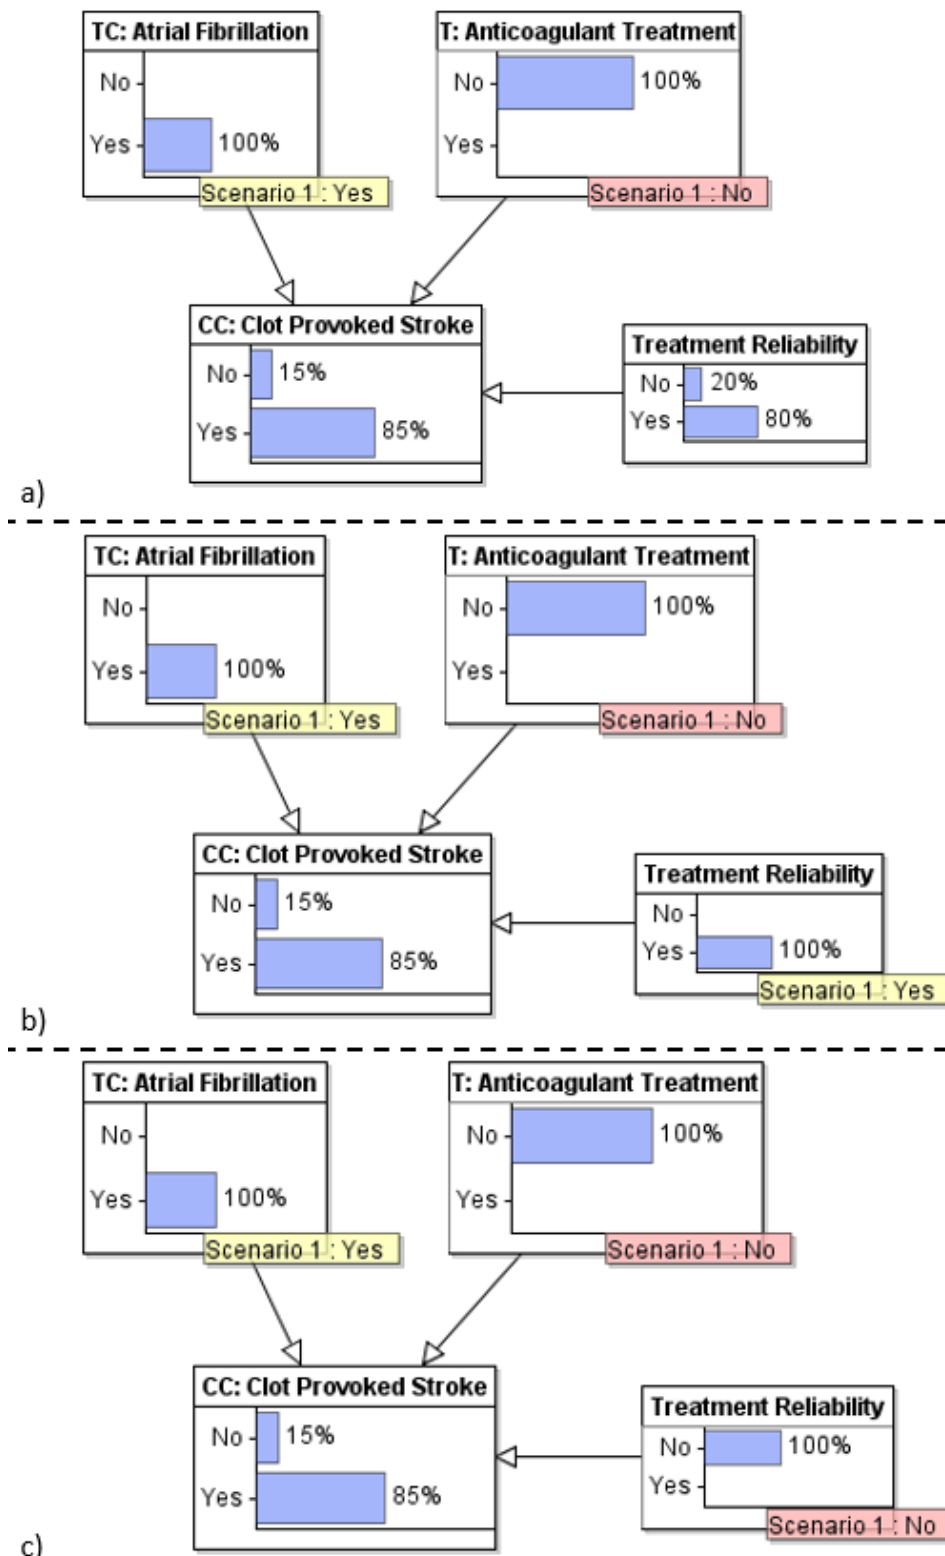 TC: Atrial Fibrillation
T: Anticoagulant Treatment
No
100%
No
100%
Yes
Yes
Scenario 1 : Yes
Scenario 1 : No
CC: Clot Provoked Stroke
Treatment Reliability
No
15%
No
20%
Yes
85%
Yes
80%
a)
TC: Atrial Fibrillation
T: Anticoagulant Treatment
No
No
100%
Yes
100%
Yes
Scenario 1 : Yes
Scenario 1 : No
CC: Clot Provoked Stroke
Treatment Reliability
No
15%
No
Yes
85%
Yes
100%
Scenario 1 : Yes
b)
TC: Atrial Fibrillation
T: Anticoagulant Treatment
No
No
100%
Yes
100%
Yes
Scenario 1 : Yes
Scenario 1 : No
CC: Clot Provoked Stroke
Treatment Reliability
No
15%
No
100%
Yes
85%
Yes
Scenario 1 : No
c)